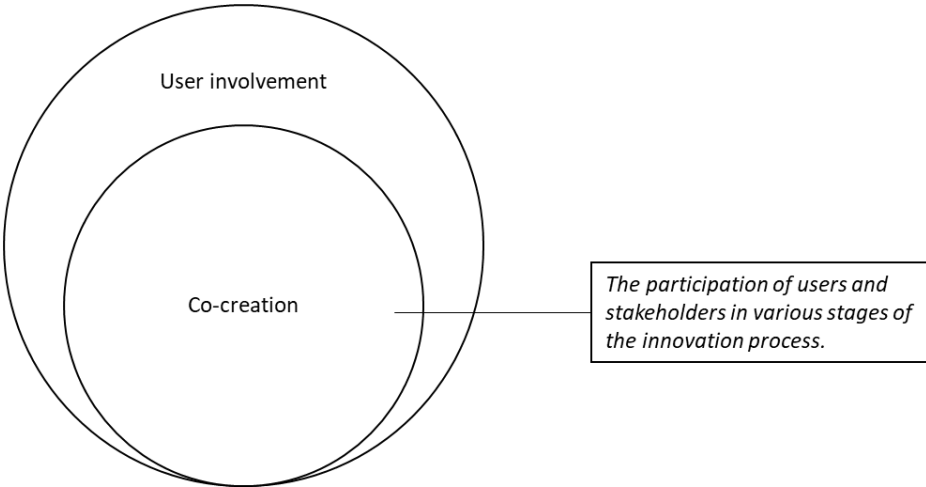 User involvement
Co-creation
The participation of users and
stakeholders in various stages of
the innovation process.